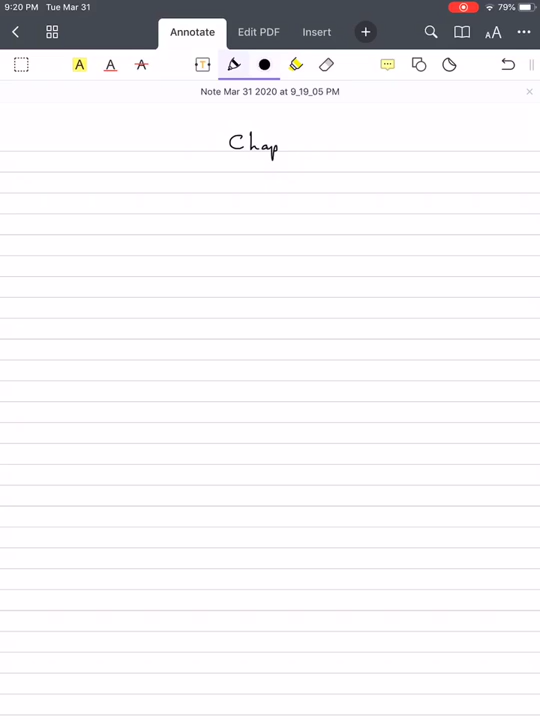 9:20 PM Tue Mar 31 79%
Annotate Edit PDF Insert
A A A T AA
Note Mar 31 2020 at 9_19_05 PM
Chap